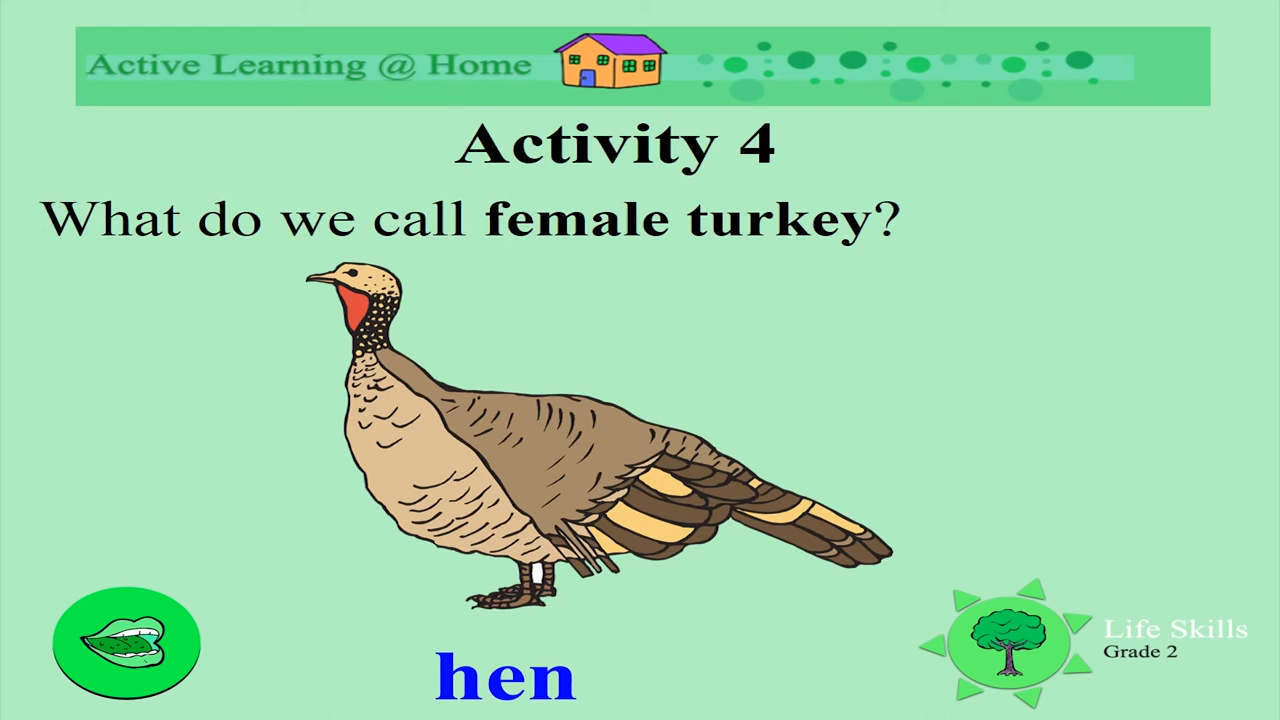 Active Learning @ Home
Activity 4
What do we call female turkey?
hen
Life Skills
Grade 2